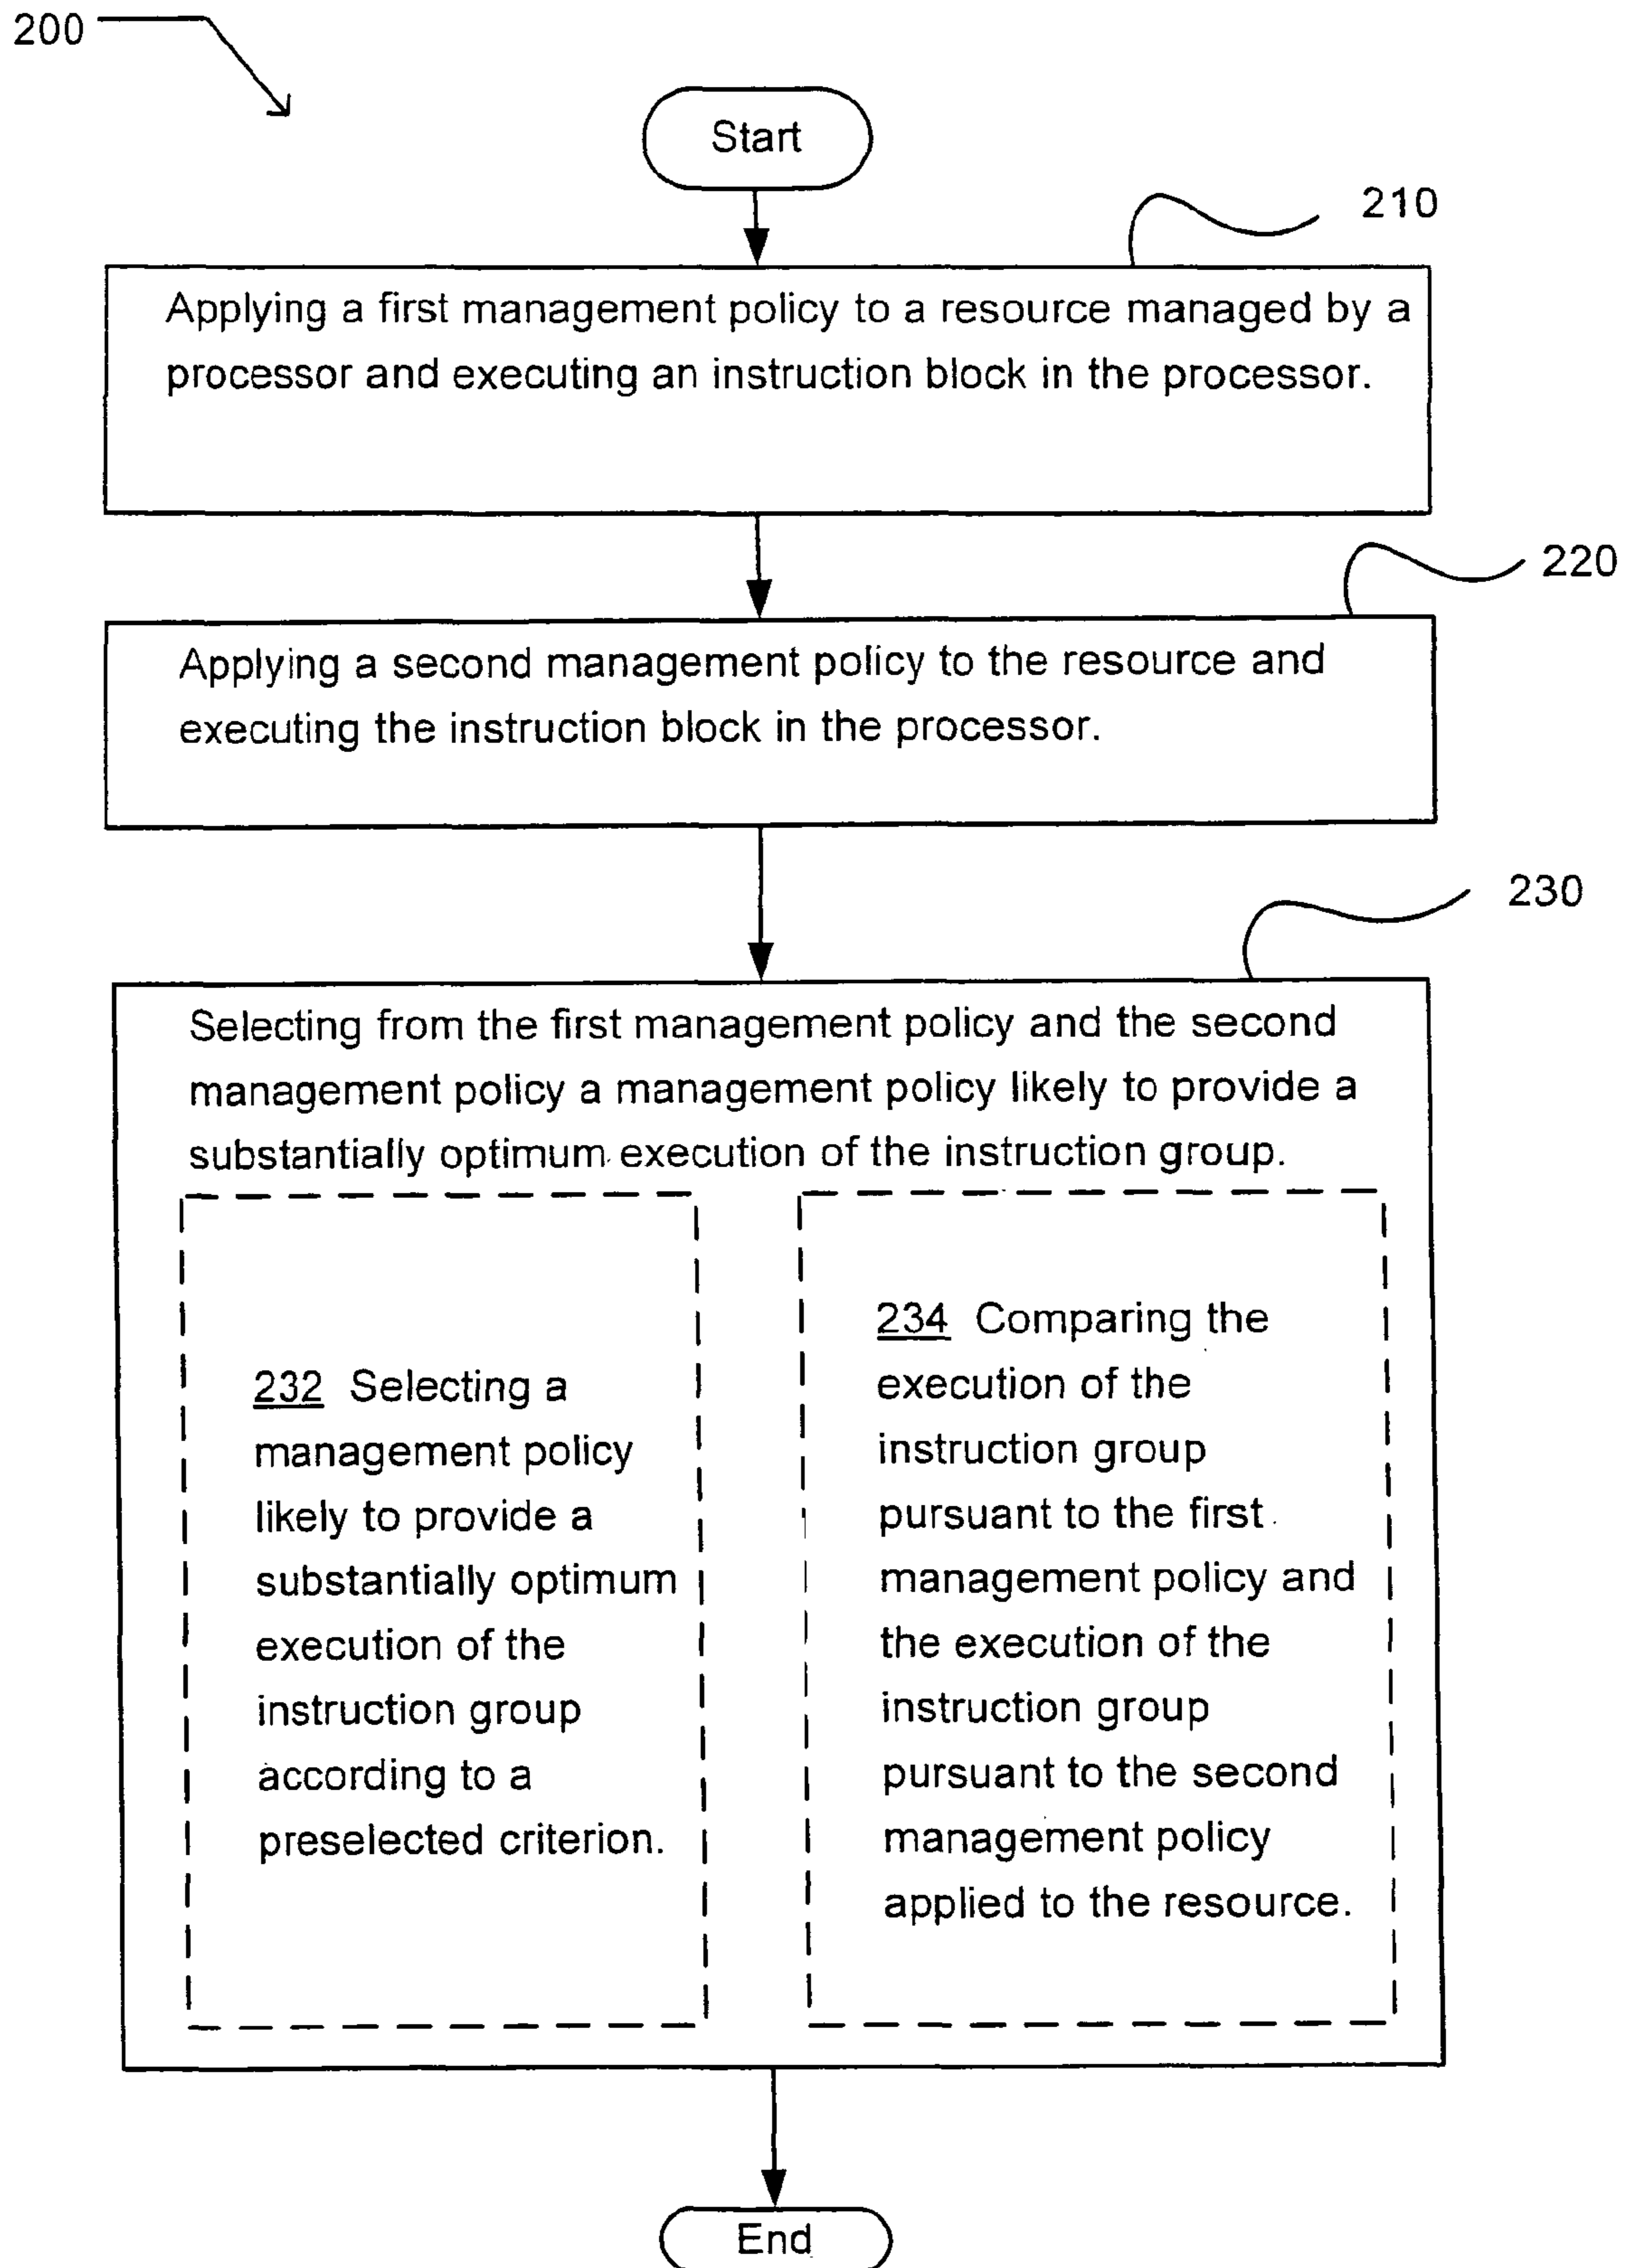 200
Start
210
Applying a first management policy to a resource managed by a
processor and executing an instruction block in the processor.
220
Applying a second management policy to the resource and
executing the instruction block in the processor.
230
Selecting from the first management policy and the second
management policy a management policy likely to provide a
substantially optimum execution of the instruction group.
232 Selecting a
management policy
likely to provide a
substantially optimum
execution of the
instruction group
according to a
preselected criterion.
234 Comparing the
execution of the
instruction group
pursuant to the first
management policy and
the execution of the
instruction group
pursuant to the second
management policy
applied to the resource.
End